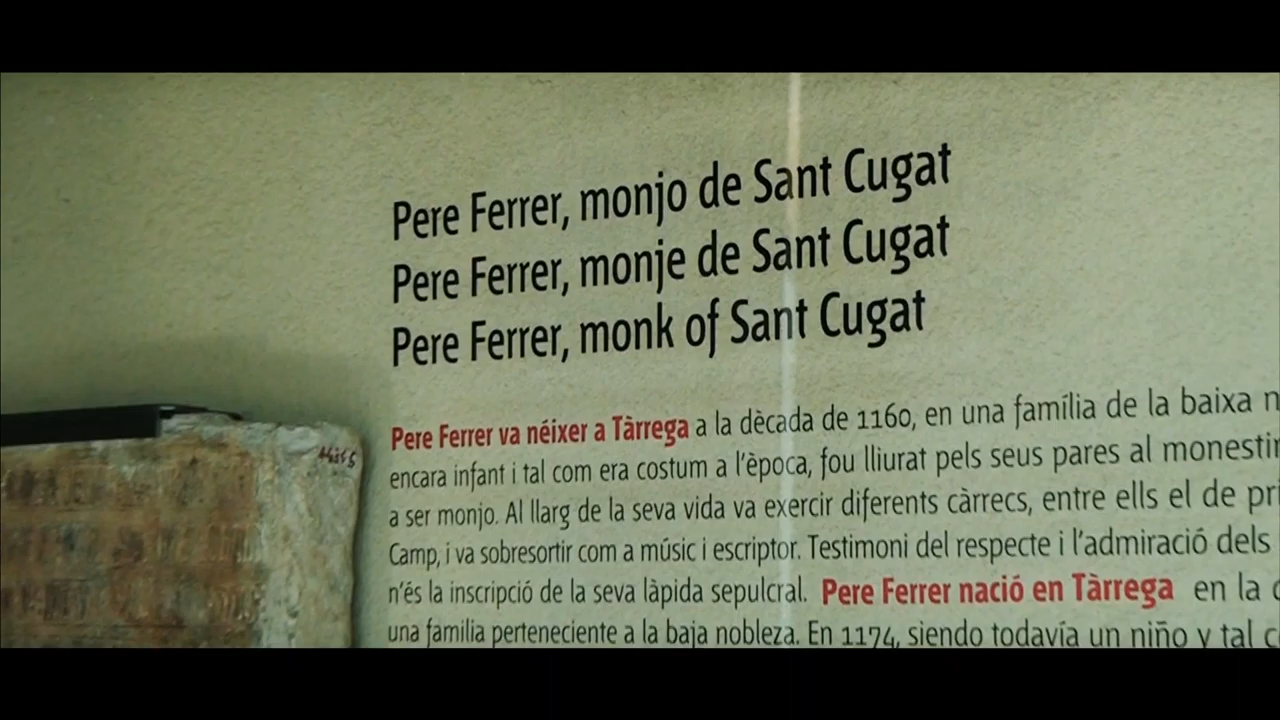 Pere Ferrer, monjo de Sant Cugat
Pere Ferrer, monje de Sant Cugat
Pere Ferrer, monk of Sant Cugat
Pere Ferrer va néixer a Tàrrega a la dècada de 1160, en una família de la baixa n
encara infant i tal com era costum a l'època, fou lliurat pels seus pares al monesti
a ser monjo. Al llarg de la seva vida va exercir diferents càrrecs, entre ells el de pri
Camp, i va sobresortir com a músic i escriptor. Testimoni del respecte i l'admiració dels
n'és la inscripció de la seva làpida sepulcral. Pere Ferrer nació en Tàrrega en la
una familia perteneciente a la baja nobleza. En 1174, siendo todavía un niño y tal c